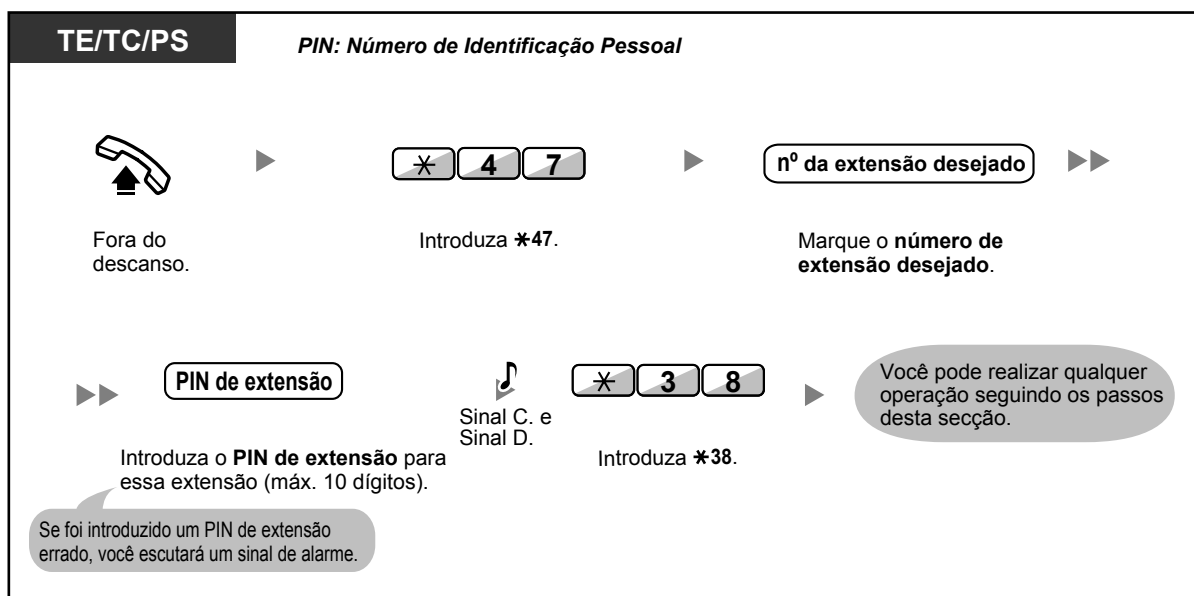 TE/TC/PS
PIN: Número de Identificação Pessoal
✳ 4 7
nº da extensão desejado
Fora do
descanso.
Introduza ✳47.
Marque o número de
extensão desejado.
PIN de extensão
Sinal C. e
Sinal D.
✳ 3 8
Você pode realizar qualquer
operação seguindo os passos
desta secção.
Introduza o PIN de extensão para
essa extensão (máx. 10 dígitos).
Introduza ✳38.
Se foi introduzido um PIN de extensão
errado, você escutará um sinal de alarme.